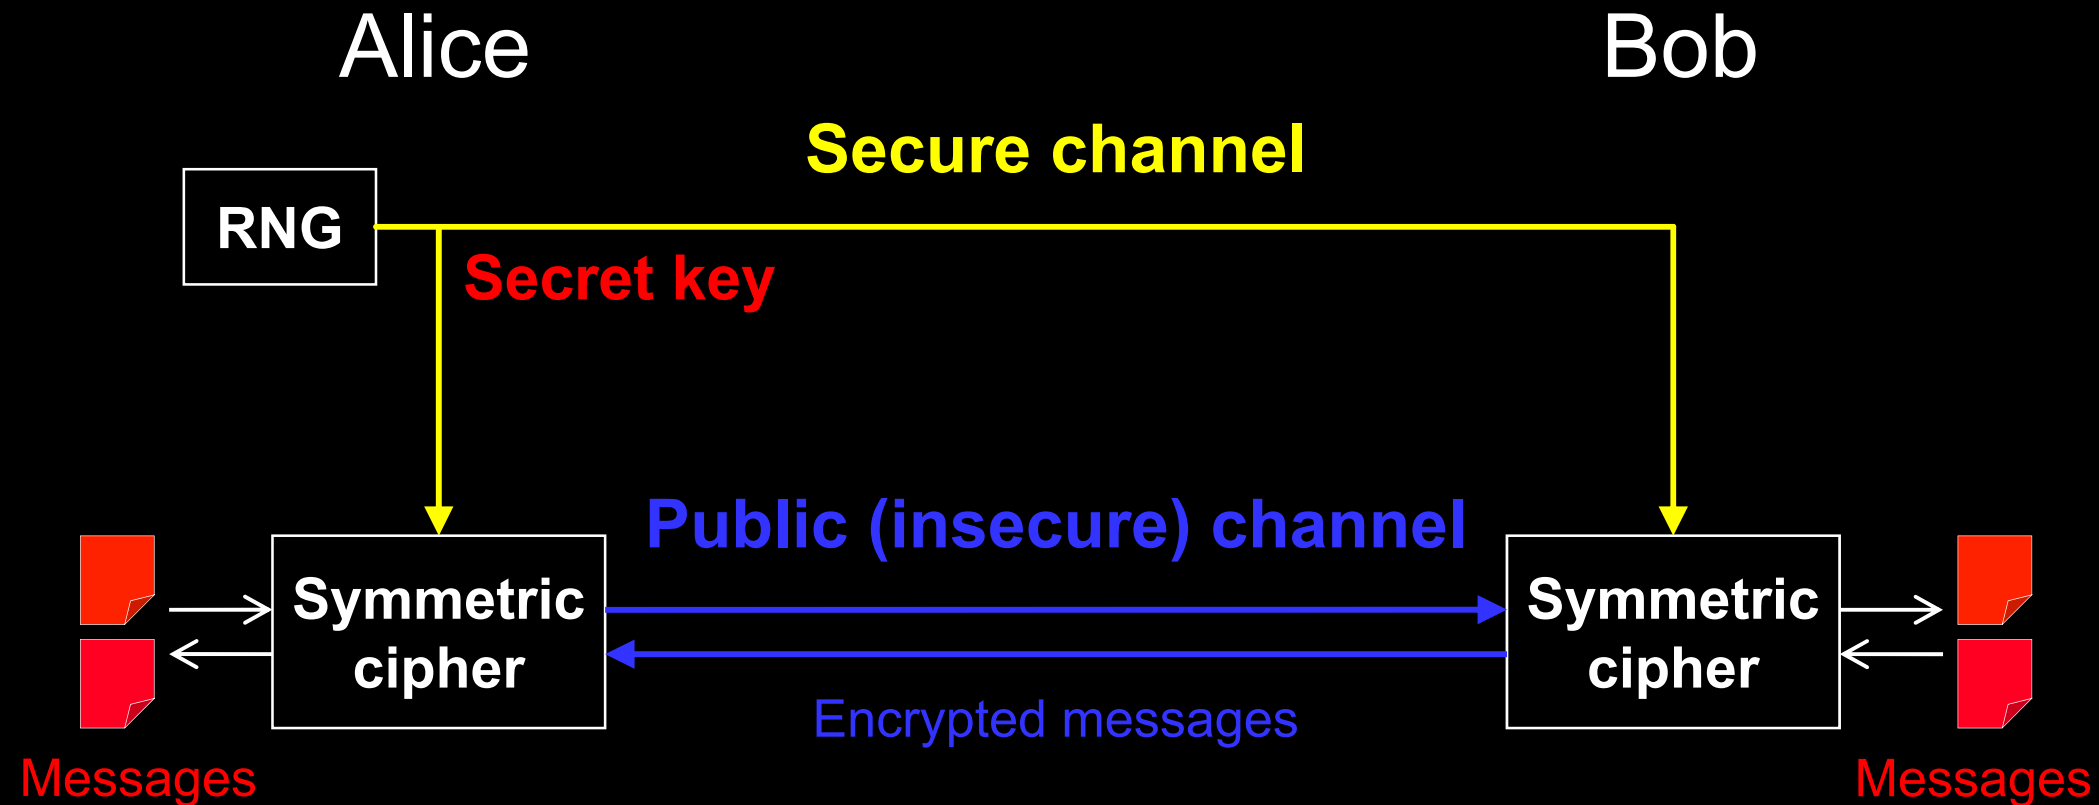 Alice
Bob
Secure channel
RNG
Secret key
Public (insecure) channel
Symmetric
cipher
Symmetric
cipher
Encrypted messages
Messages
Messages